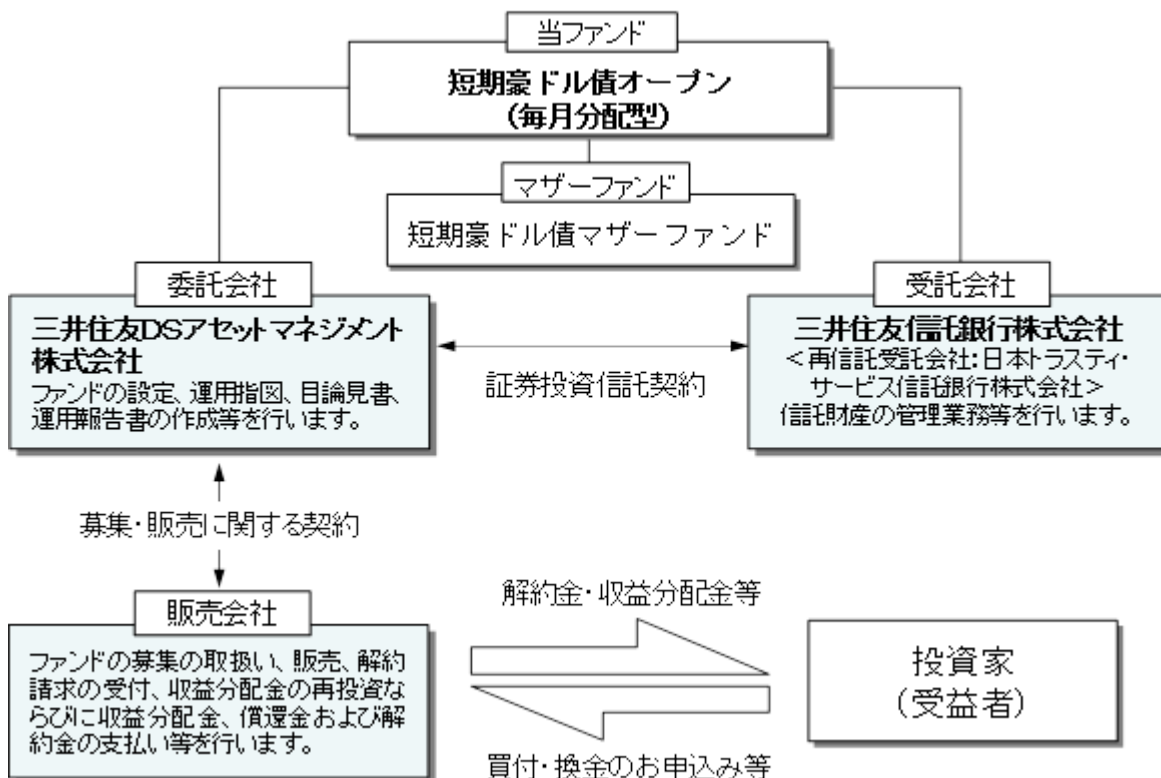 当ファンド
短期豪ドル債オープン
(毎月分配型)
マザーファンド
短期豪ドル債マザーファンド
委託会社
三井住友DSアセットマネジメント
株式会社
ファンドの設定、運用指図、目論見書、
運用報告書の作成等を行います。
証券投資信託契約
受託会社
三井住友信託銀行株式会社
<再信託受託会社:日本トラスティ・
サービス信託銀行株式会社>
信託財産の管理業務等を行います。
募集・販売に関する契約
販売会社
ファンドの募集の取扱い、販売、解約
請求の受付、収益分配金の再投資な
らびに収益分配金、償還金および解
約金の支払い等を行います。
解約金・収益分配金等
買付・換金のお申込み等
投資家
(受益者)